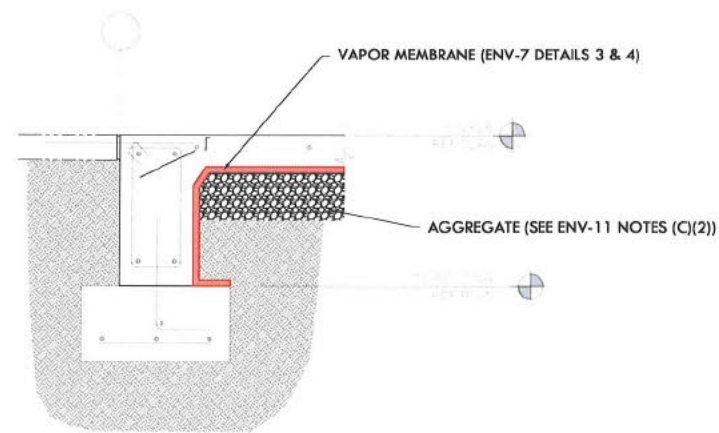 VAPOR MEMBRANE (ENV-7 DETAILS 3 & 4)
AGGREGATE (SEE ENV-11 NOTES (C)(2))